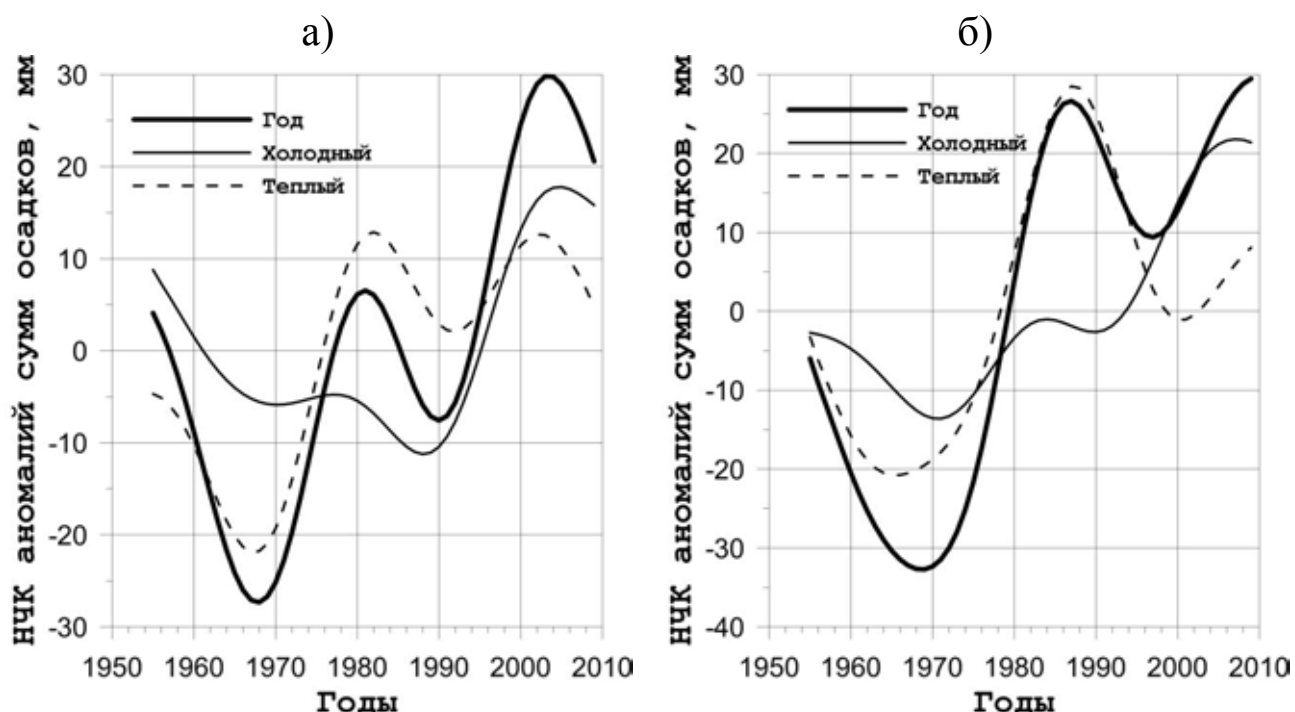 а)
НЧК аномалий сумм осадков, мм
30
20
10
0
-10
-20
-30
Год
Холодный
Теплый
1950 1960 1970 1980 1990 2000 2010
Годы
б)
НЧК аномалий сумм осадков, мм
30
20
10
0
-10
-20
-30
-40
Год
Холодный
Теплый
1950 1960 1970 1980 1990 2000 2010
Годы